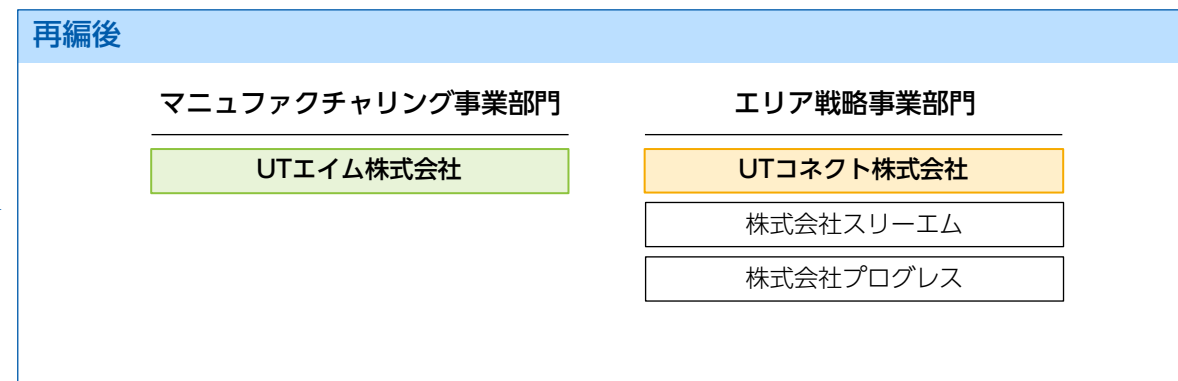 再編後
マニュファクチャリング事業部門
エリア戦略事業部門
UTエイム株式会社
UTコネクト株式会社
株式会社スリーエム
株式会社プログレス